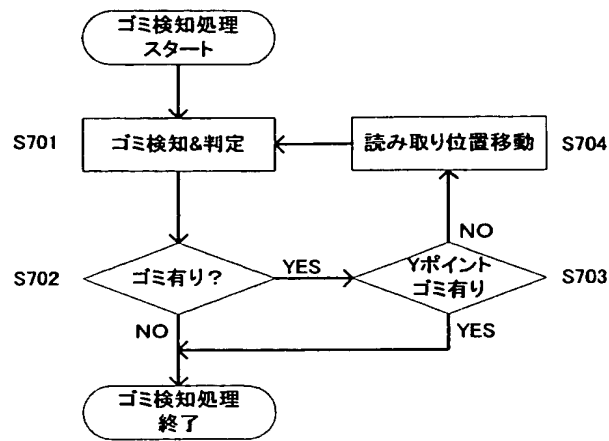 ゴミ検知処理
スタート
S701
ゴミ検知&判定
読み取り位置移動
S704
NO
S702
ゴミ有り?
YES
Yポイント
ゴミ有り
S703
NO
YES
ゴミ検知処理
終了